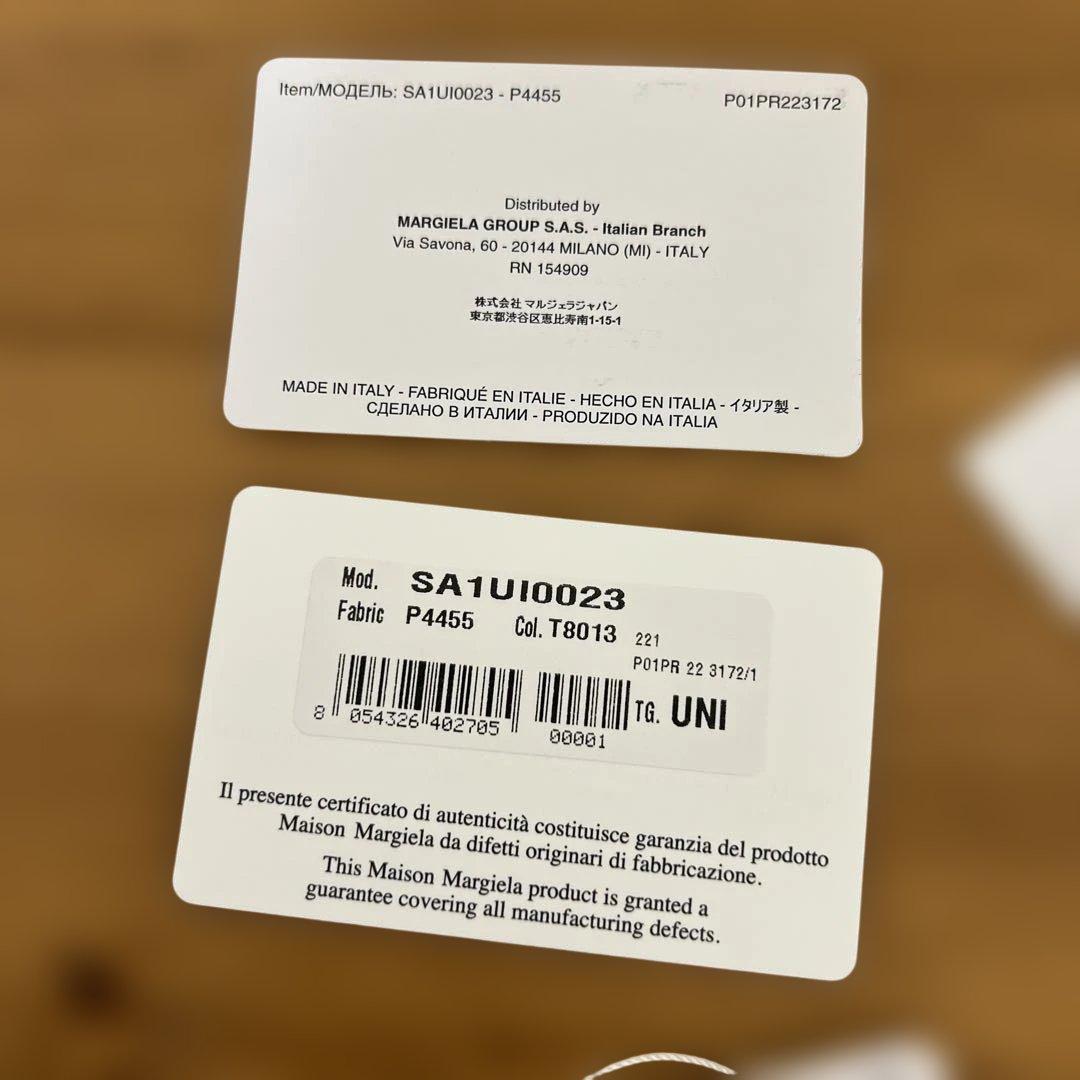 Item/МОДЕЛЬ: SA1UI0023 - P4455 P01PR223172
Distributed by
MARGIELA GROUP S.A.S. - Italian Branch
Via Savona, 60 - 20144 MILANO (MI) - ITALY
RN 154909
株式会社 マルジェラジャパン
東京都渋谷区恵比寿南1-15-1
MADE IN ITALY - FABRIQUÉ EN ITALIE - HECHO EN ITALIA - イタリア製 -
СДЕЛАНО В ИТАЛИИ - PRODUZIDO NA ITALIA
Mod. SA1UI0023
Fabric P4455 Col. T8013 221
P01PR 22 3172/1
TG. UNI
8 054326 402705 00001
Il presente certificato di autenticità costituisce garanzia del prodotto
Maison Margiela da difetti originari di fabbricazione.
This Maison Margiela product is granted a
guarantee covering all manufacturing defects.